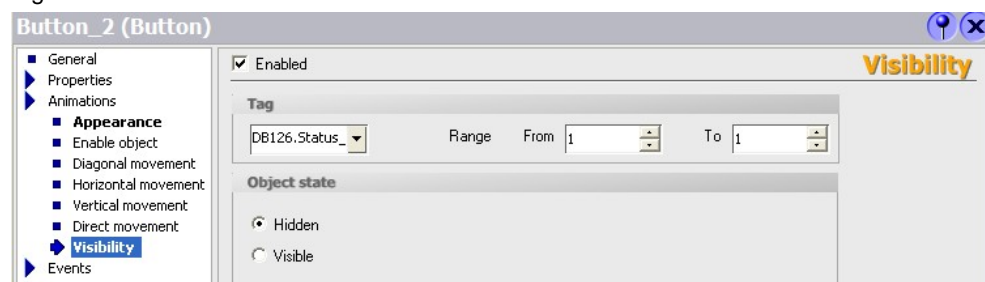 Button_2 (Button)
General
Properties
Animations
Appearance
Enable object
Diagonal movement
Horizontal movement
Vertical movement
Direct movement
Visibility
Events
Enabled
Visibility
Tag
DB126.Status_ Range From 1 To 1
Object state
Hidden
Visible